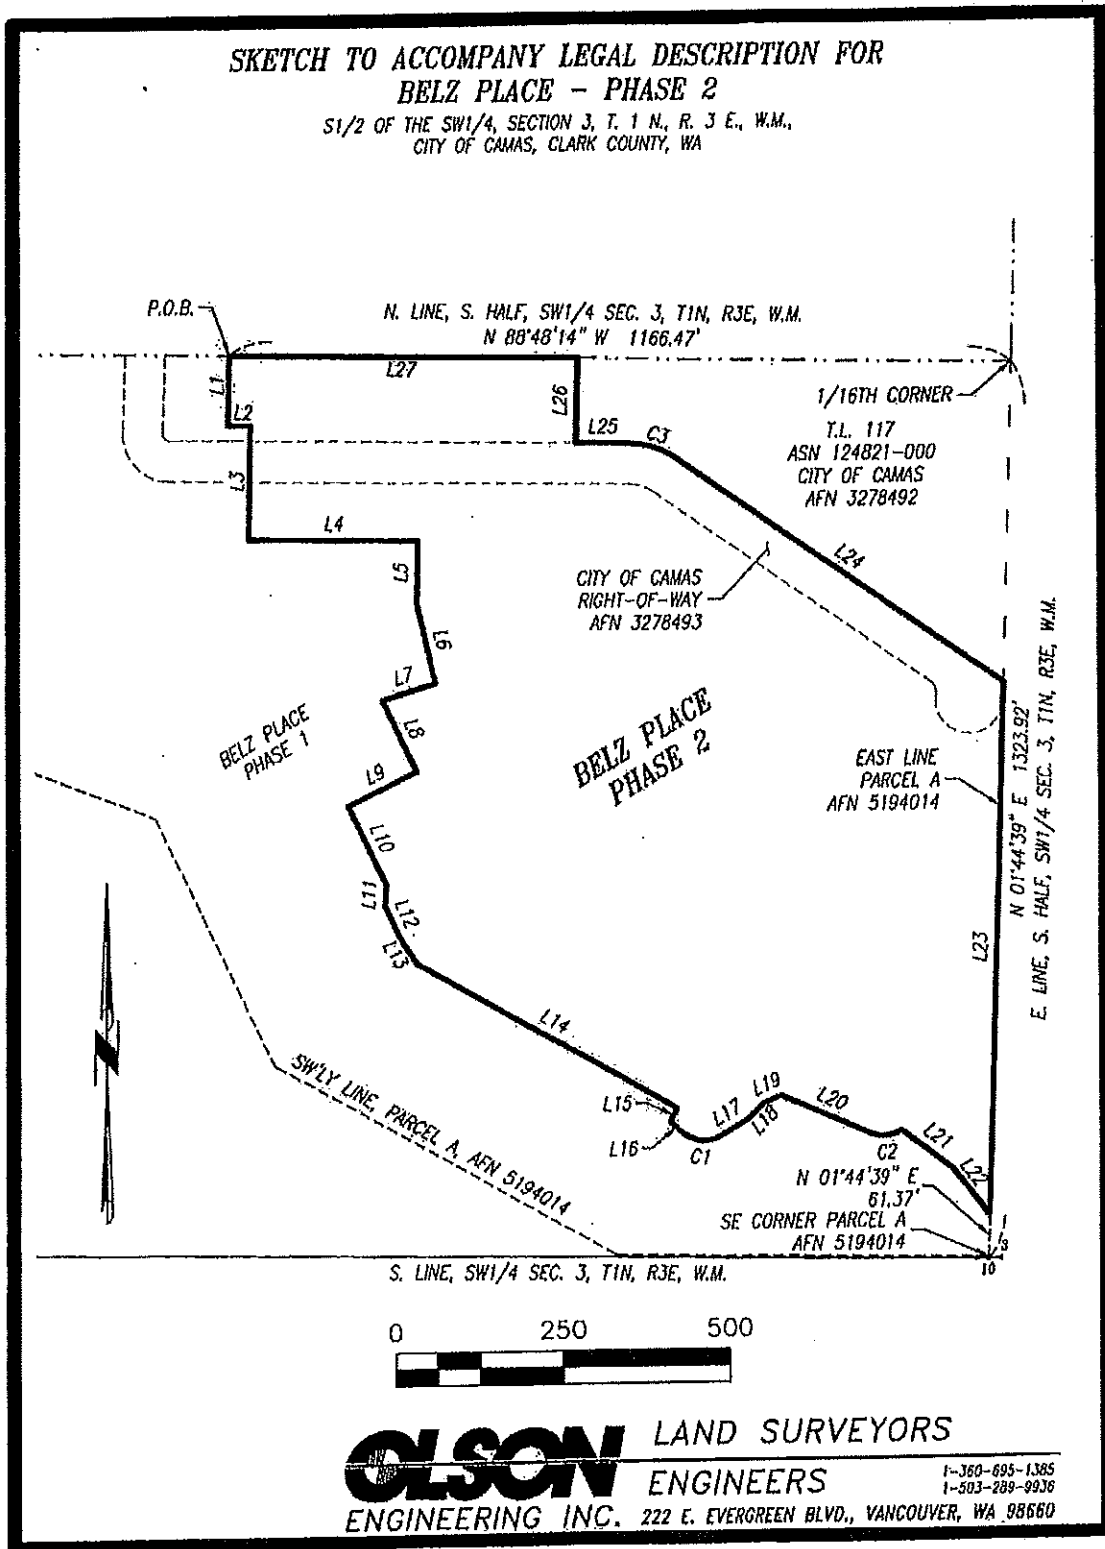 SKETCH TO ACCOMPANY LEGAL DESCRIPTION FOR
BELZ PLACE - PHASE 2
S1/2 OF THE SW1/4, SECTION 3, T. 1 N., R. 3 E., W.M.,
CITY OF CAMAS, CLARK COUNTY, WA
P.O.B.
N. LINE, S. HALF, SW1/4 SEC. 3, T1N, R3E, W.M.
N 88°48'14" W 1166.47'
L27
L1
L2
L26
1/16TH CORNER
L25
C3
T.L. 117
ASN 124821-000
CITY OF CAMAS
AFN 3278492
L3
L4
L24
L5
CITY OF CAMAS
RIGHT-OF-WAY
AFN 3278493
L6
L7
L8
BELZ PLACE
PHASE 1
BELZ PLACE
PHASE 2
EAST LINE
PARCEL A
AFN 5194014
N 01°44'39" E 1323.92'
E. LINE, S. HALF, SW1/4 SEC. 3, T1N, R3E, W.M.
L9
L10
L11
L12
L13
L23
L14
SW'LY LINE, PARCEL A, AFN 5194014
L15
L16
C1
L17
L18
L19
L20
C2
L21
L22
N 01°44'39" E
61.37'
SE CORNER PARCEL A
AFN 5194014
3
10
S. LINE, SW1/4 SEC. 3, T1N, R3E, W.M.
0 250 500
OLSON
ENGINEERING INC.
LAND SURVEYORS
ENGINEERS
1-360-695-1385
1-503-289-9936
222 E. EVERGREEN BLVD., VANCOUVER, WA 98660